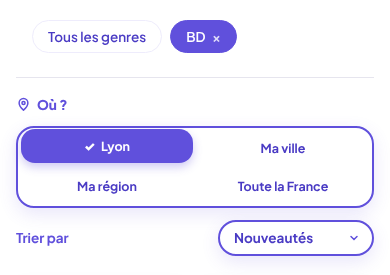 Tous les genres BD ×
Où ?
Lyon Ma ville
Ma région Toute la France
Trier par Nouveautés